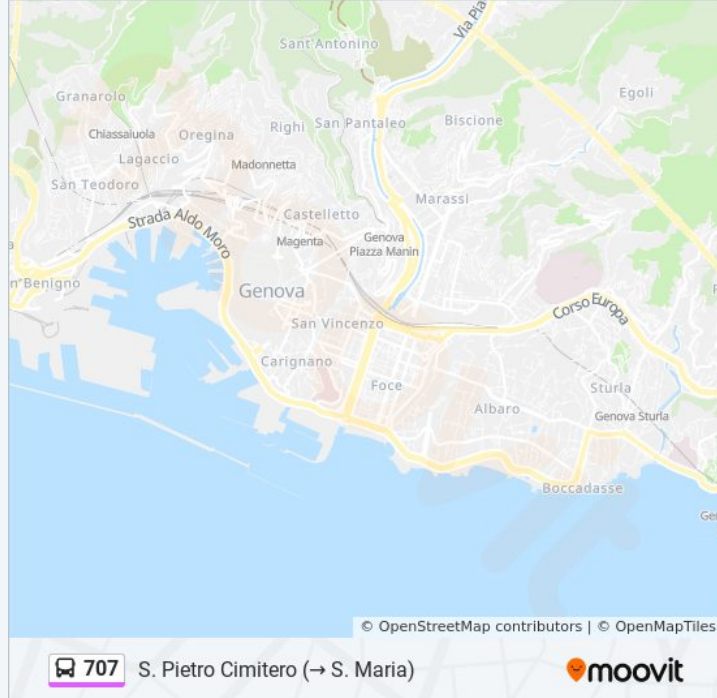 Via Pia
Sant'Antonino
Granarolo
Egoli
Chiassaiuola
Oregina
Righi
San Pantaleo
Biscione
Lagaccio
Madonnetta
San Teodoro
Marassi
Castelletto
Strada Aldo Moro
Magenta
Genova
Piazza Manin
n Benigno
Genova
Corso Europa
San Vincenzo
Carignano
Foce
Sturla
Albaro
Genova Sturla
Boccadasse
Ge
© OpenStreetMap contributors | © OpenMapTiles
707 S. Pietro Cimitero (→ S. Maria)
moovit